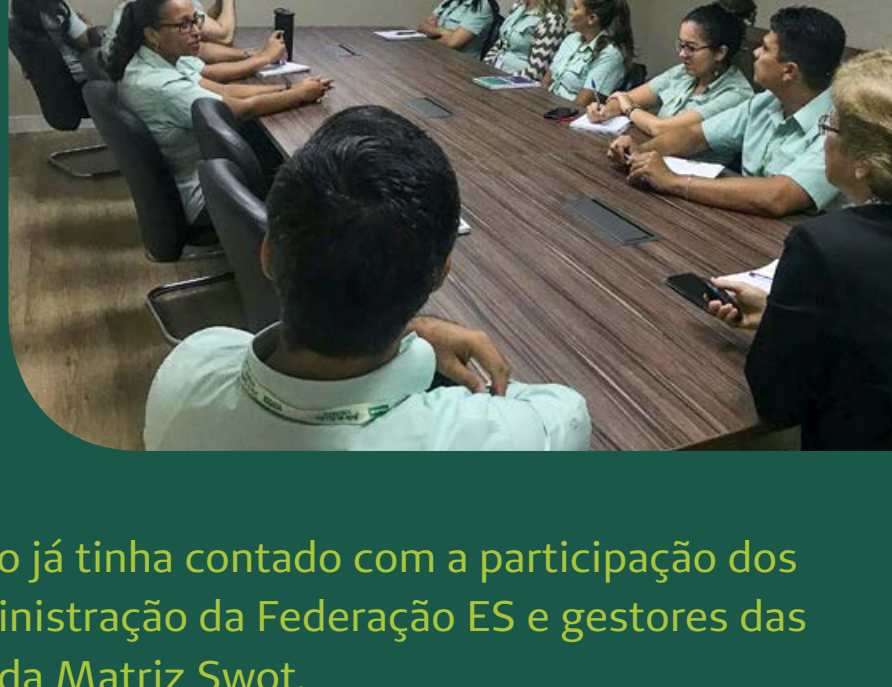 o já tinha contado com a participação dos
inistração da Federação ES e gestores das
da Matriz Swot.